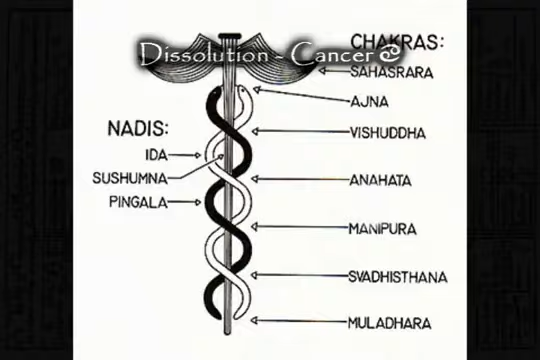 Dissolution - Cancer
CHAKRAS:
SAHASRARA
AJNA
NADIS:
VISHUDDHA
IDA
SUSHUMNA
ANAHATA
PINGALA
MANIPURA
SVADHISTHANA
MULADHARA